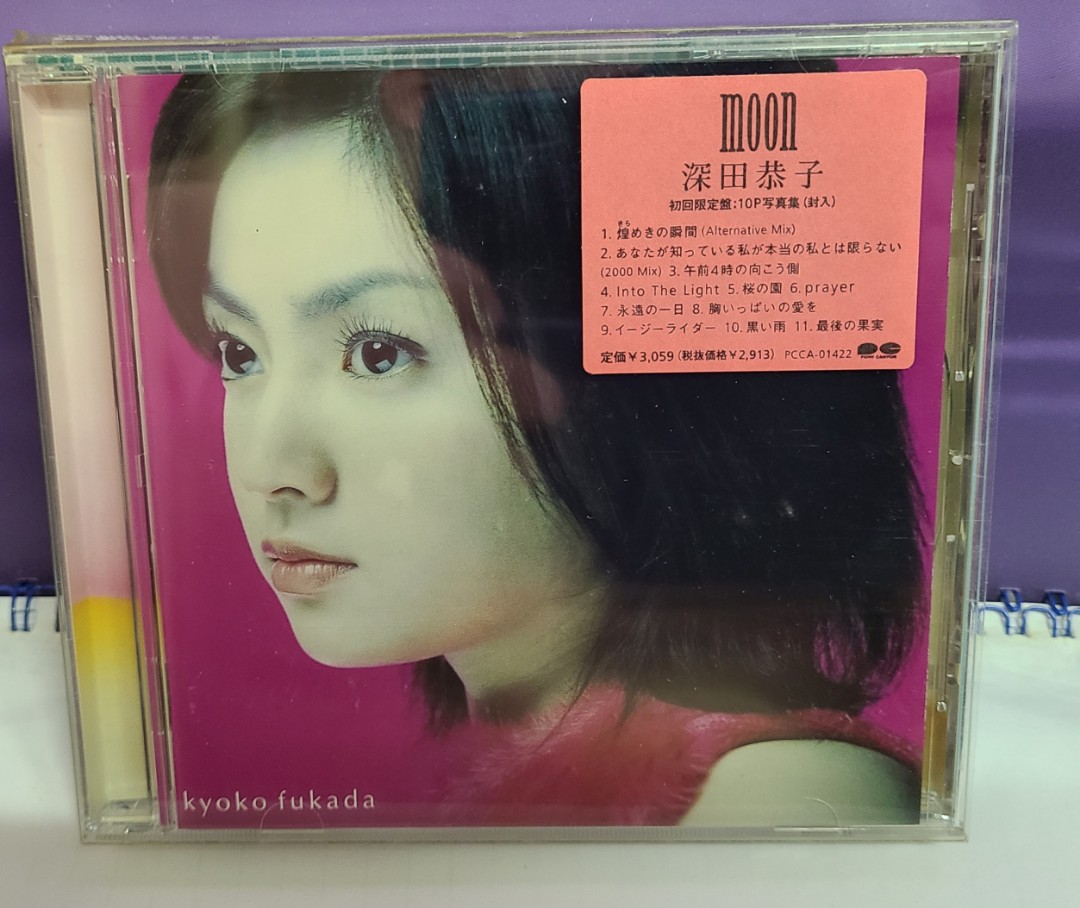 moon
深田恭子
初回限定盤:10P写真集(封入)
きら
1. 煌めきの瞬間 (Alternative Mix)
2. あなたが知っている私が本当の私とは限らない
(2000 Mix) 3. 午前4時の向こう側
4. Into The Light 5. 桜の園 6. prayer
7. 永遠の一日 8. 胸いっぱいの愛を
9. イージーライダー 10. 黒い雨 11. 最後の果実
定価¥3,059(税抜価格¥2,913) PCCA-01422
PONY CANYON
kyoko fukada